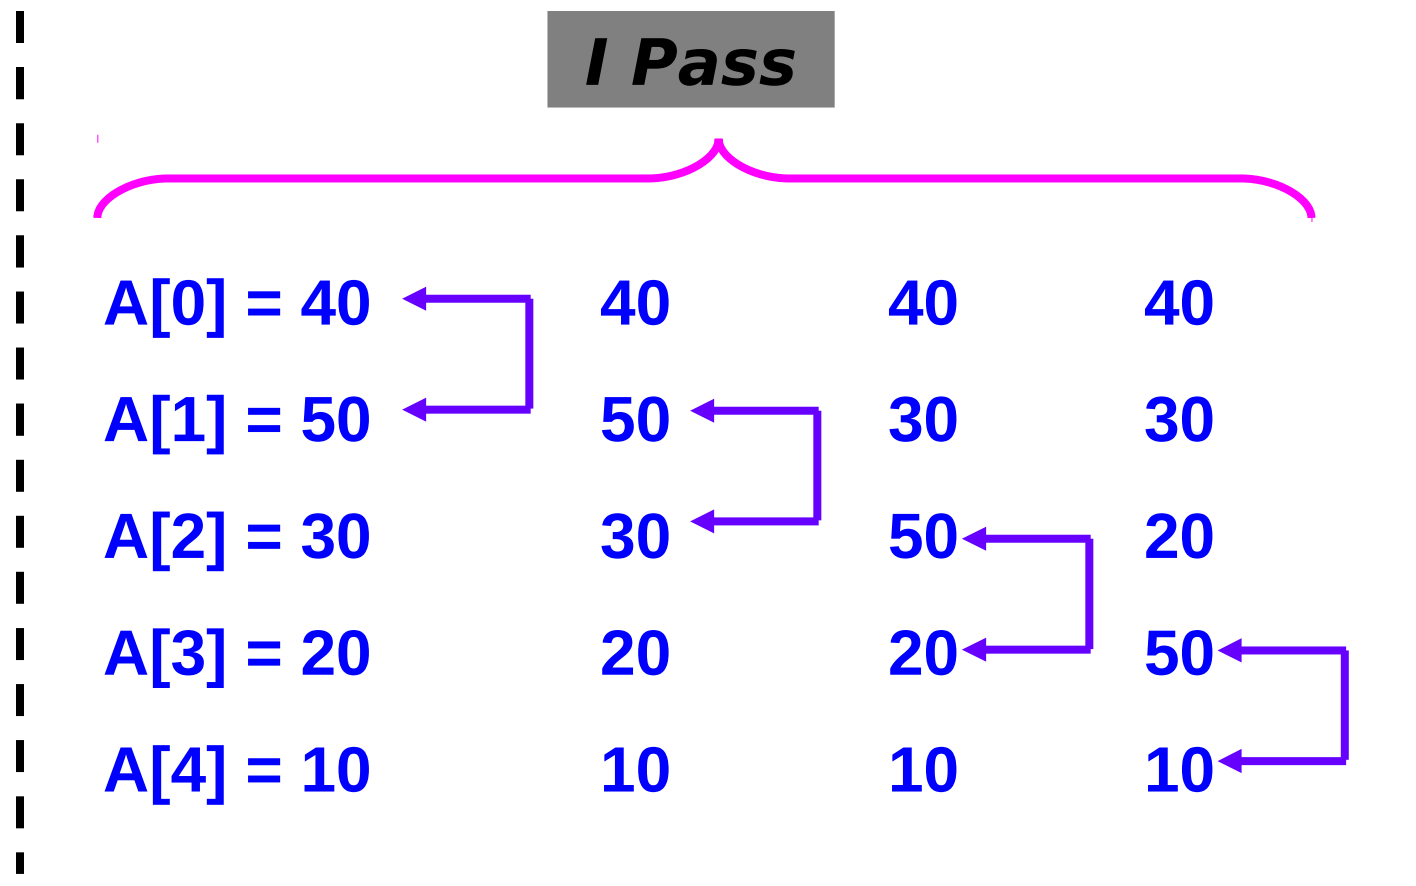 I Pass
A[0] = 40 40 40 40
A[1] = 50 50 30 30
A[2] = 30 30 50 20
A[3] = 20 20 20 50
A[4] = 10 10 10 10